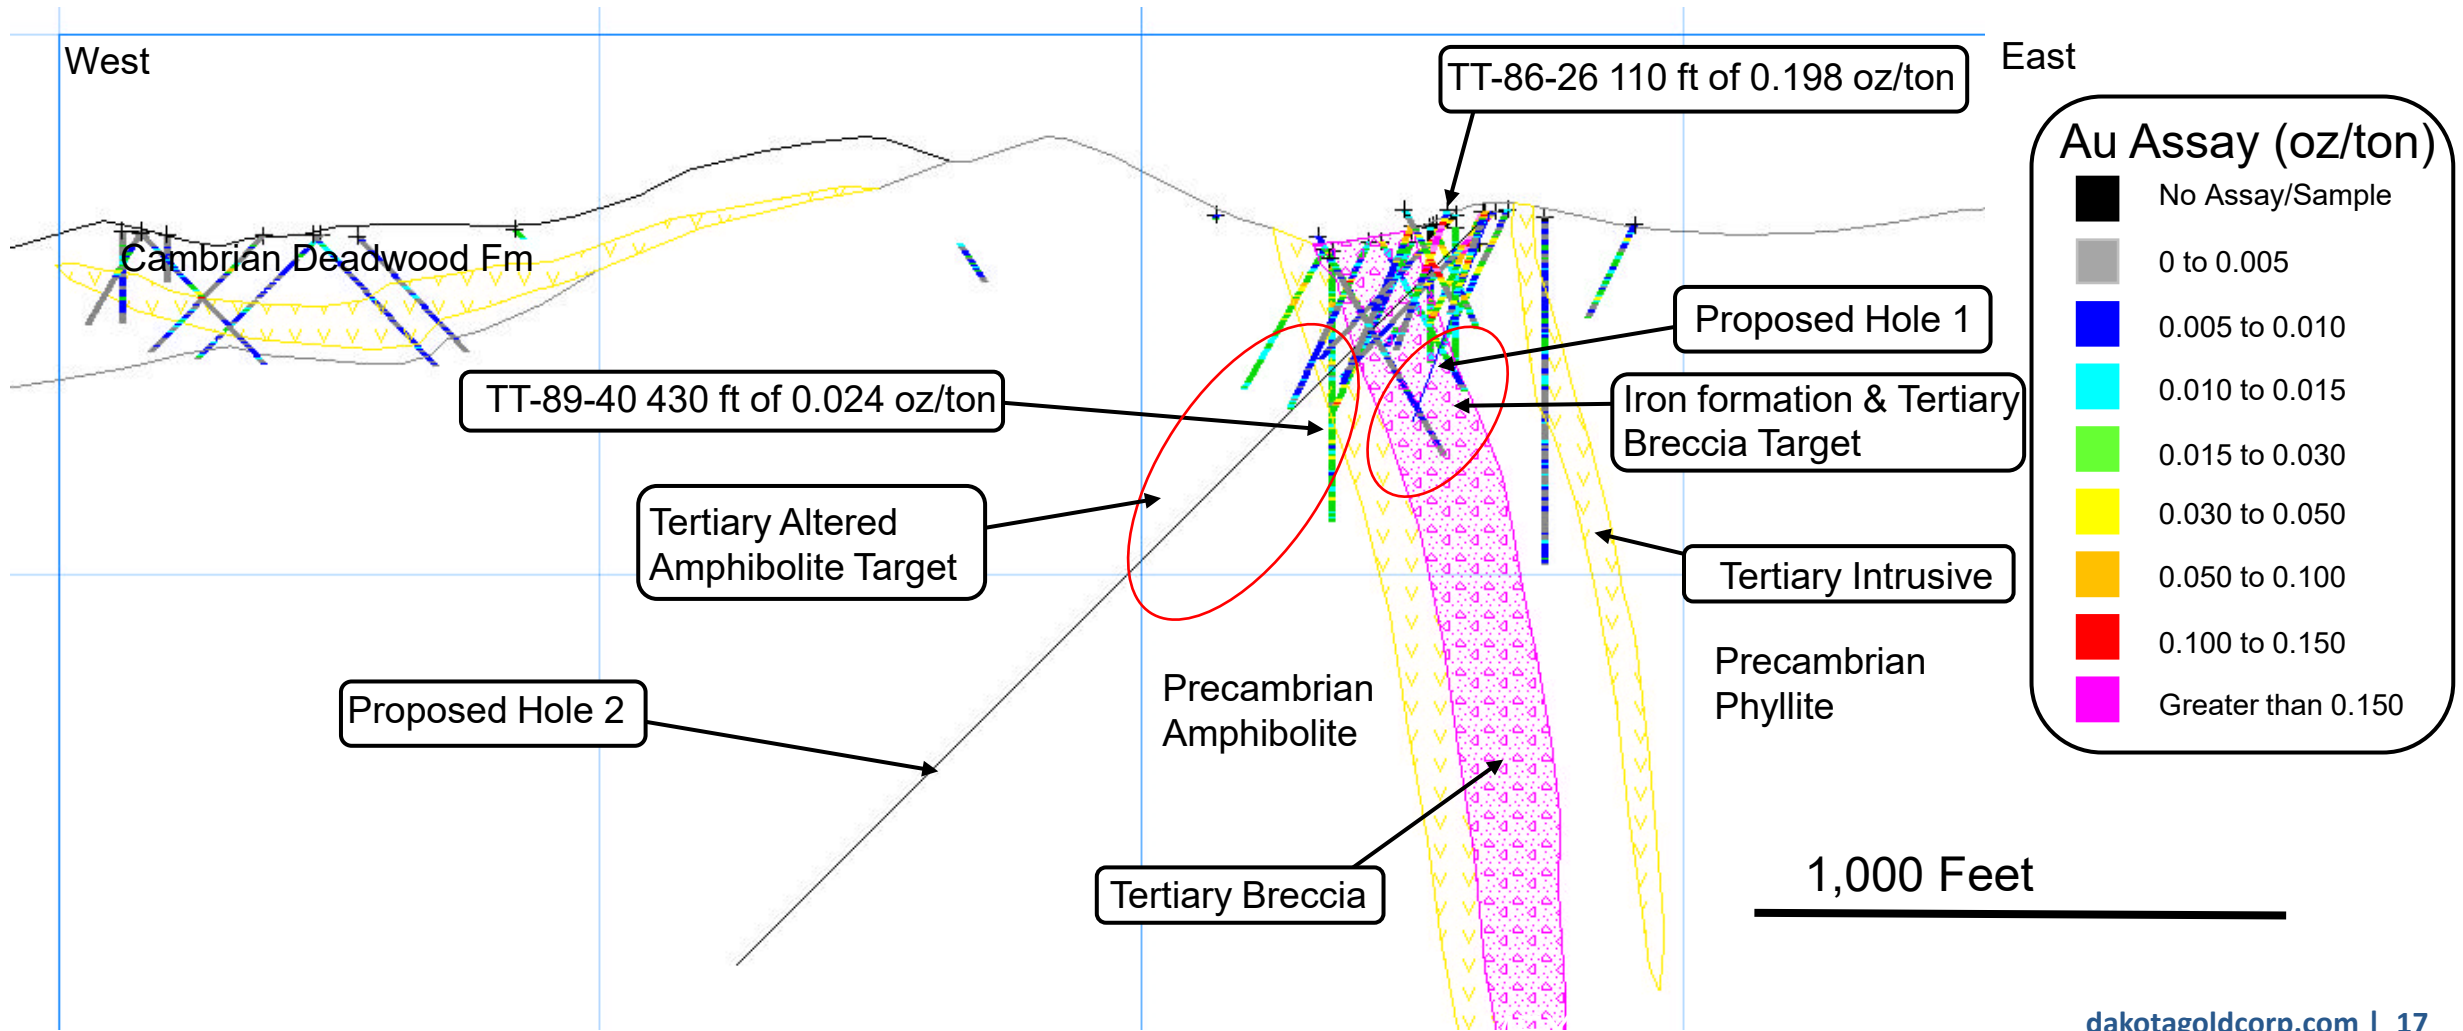 West
East
TT-86-26 110 ft of 0.198 oz/ton
Au Assay (oz/ton)
No Assay/Sample
0 to 0.005
0.005 to 0.010
0.010 to 0.015
0.015 to 0.030
0.030 to 0.050
0.050 to 0.100
0.100 to 0.150
Greater than 0.150
Cambrian Deadwood Fm
Proposed Hole 1
TT-89-40 430 ft of 0.024 oz/ton
Iron formation & Tertiary
Breccia Target
Tertiary Altered
Amphibolite Target
Tertiary Intrusive
Proposed Hole 2
Precambrian
Amphibolite
Precambrian
Phyllite
Tertiary Breccia
1,000 Feet
dakotagoldcorp.com | 17